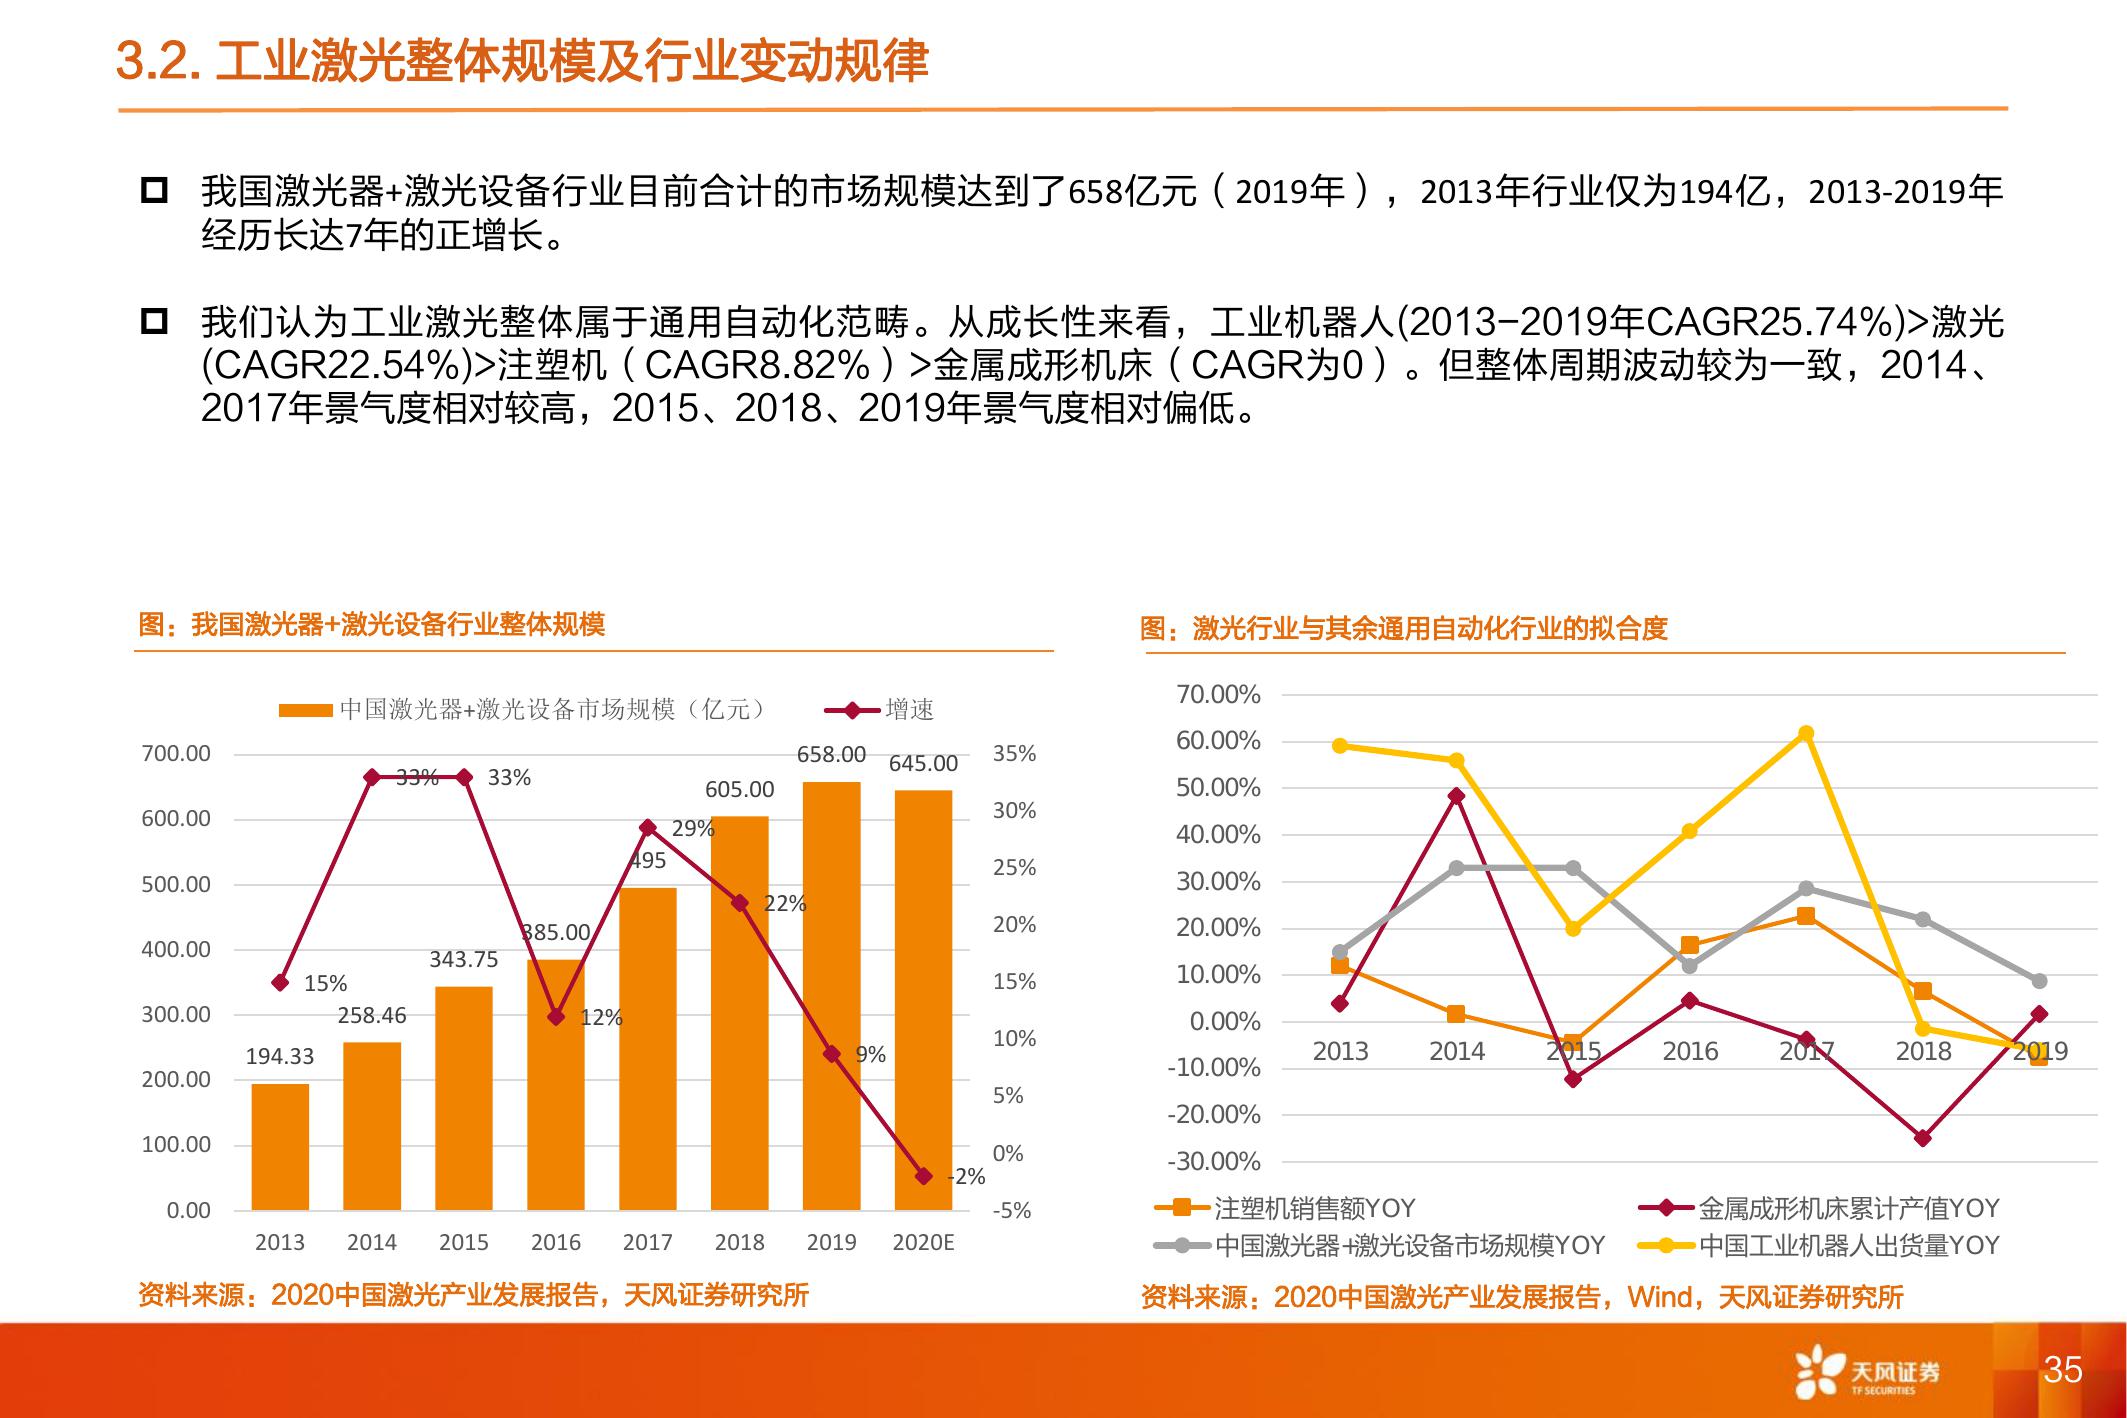 3.2. 工业激光整体规模及行业变动规律
我国激光器+激光设备行业目前合计的市场规模达到了658亿元（2019年），2013年行业仅为194亿，2013-2019年
经历长达7年的正增长。
我们认为工业激光整体属于通用自动化范畴。从成长性来看，工业机器人(2013-2019年CAGR25.74%)>激光
(CAGR22.54%)>注塑机（CAGR8.82%）>金属成形机床（CAGR为0）。但整体周期波动较为一致，2014、
2017年景气度相对较高，2015、2018、2019年景气度相对偏低。
图：我国激光器+激光设备行业整体规模
中国激光器+激光设备市场规模（亿元） 增速
700.00
600.00
500.00
400.00
300.00
200.00
100.00
0.00
194.33
258.46
343.75
385.00
495
605.00
658.00
645.00
15%
33%
33%
12%
29%
22%
9%
-2%
35%
30%
25%
20%
15%
10%
5%
0%
-5%
2013 2014 2015 2016 2017 2018 2019 2020E
资料来源：2020中国激光产业发展报告，天风证券研究所
图：激光行业与其余通用自动化行业的拟合度
70.00%
60.00%
50.00%
40.00%
30.00%
20.00%
10.00%
0.00%
-10.00%
-20.00%
-30.00%
2013 2014 2015 2016 2017 2018 2019
注塑机销售额YOY 金属成形机床累计产值YOY
中国激光器+激光设备市场规模YOY 中国工业机器人出货量YOY
资料来源：2020中国激光产业发展报告，Wind，天风证券研究所
天风证券
TF SECURITIES
35